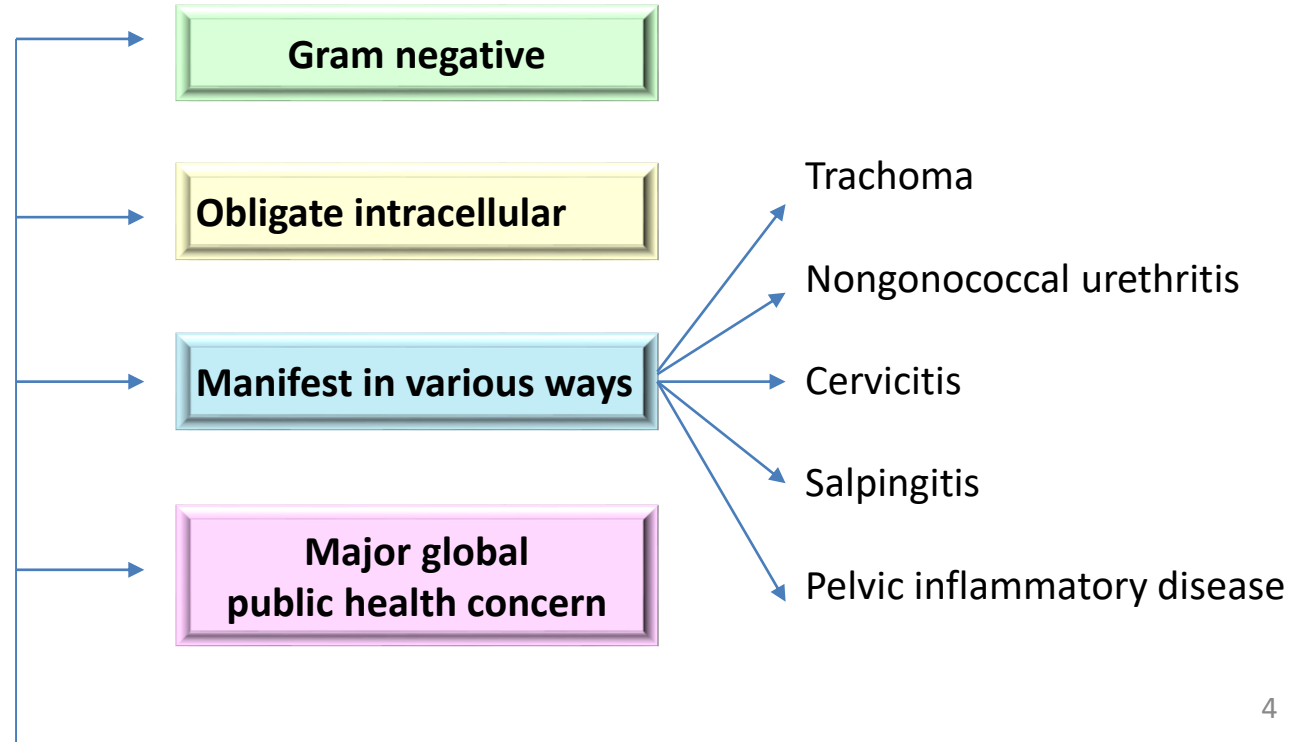 Gram negative
Obligate intracellular
Manifest in various ways
Major global
public health concern
Trachoma
Nongonococcal urethritis
Cervicitis
Salpingitis
Pelvic inflammatory disease
4